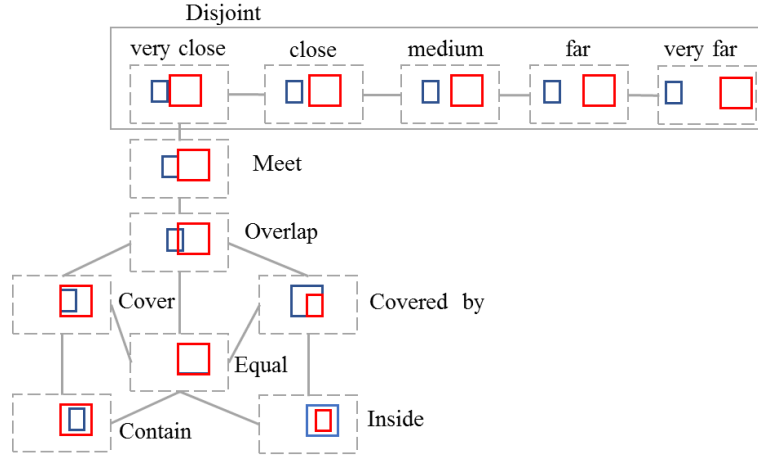 Disjoint
very close close medium far very far
Meet
Overlap
Cover Covered by
Equal
Contain Inside